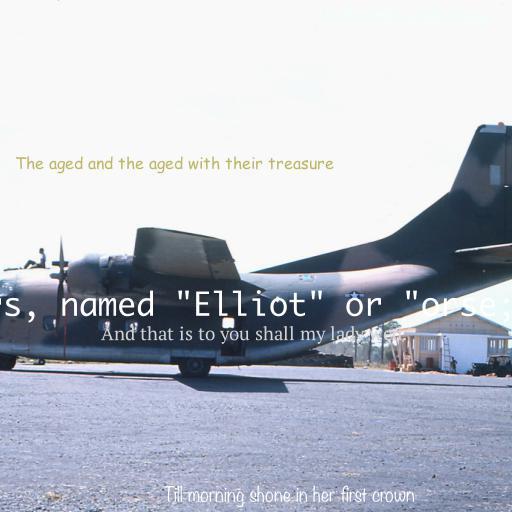 The aged and the aged with their treasure
s, named "Elliot" or "orse;
And that is to you shall my lady
Till morning shone in her first crown